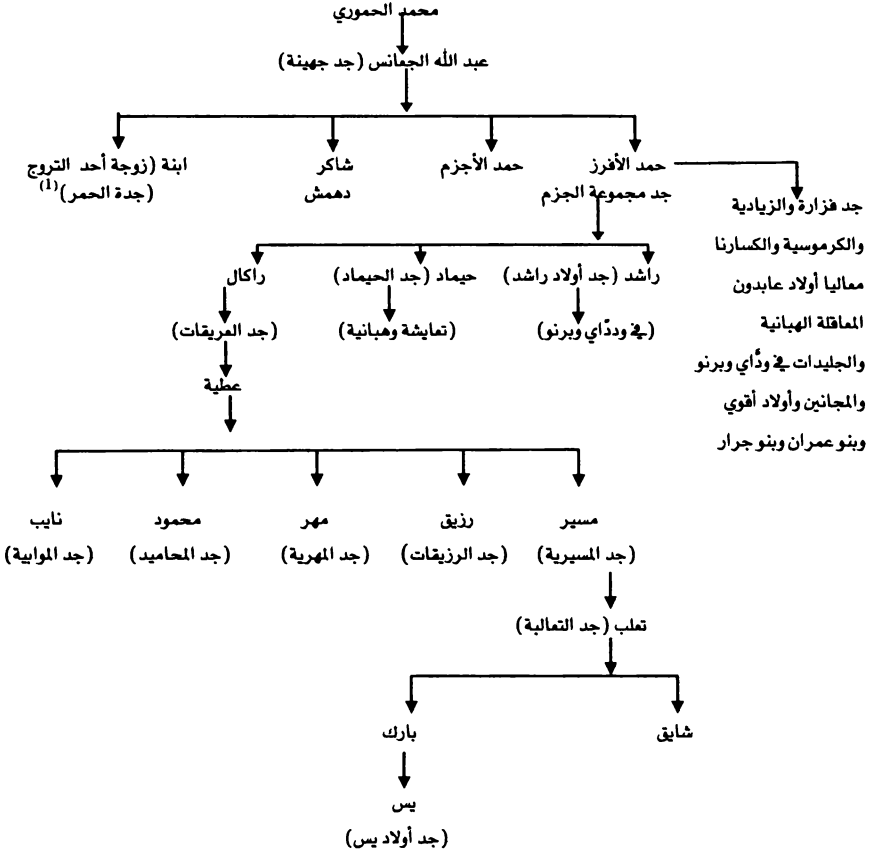 محمد الحموري
عبد الله الجعانس (جد جهينة)
حمد الأفرز
جد مجموعة الجزم
حمد الأجزم
شاكر
دهمش
ابنة (زوجة أحد التروج
(جدة الحمر)(1)
جد فزارة والزيادية
والكرموسية والكسارنا
معاليا أولاد عابدون
المعاقلة الهبانية
والجليدات في ودَّاي وبرنو
والمجانين وأولاد أقوي
وبنو عمران وبنو جرار
راشد (جد أولاد راشد)
حيماد (جد الحيماد)
راكال
(في وددّاي وبرنو)
(تعايشة وهبانية)
(جد العريقات)
عطية
مسير
رزيق
مهر
محمود
نايب
(جد المسيرية)
(جد الرزيقات)
(جد المهرية)
(جد المحاميد)
(جد الموابية)
تعلب (جد التعالبة)
شايق
بارك
يس
(جد أولاد يس)